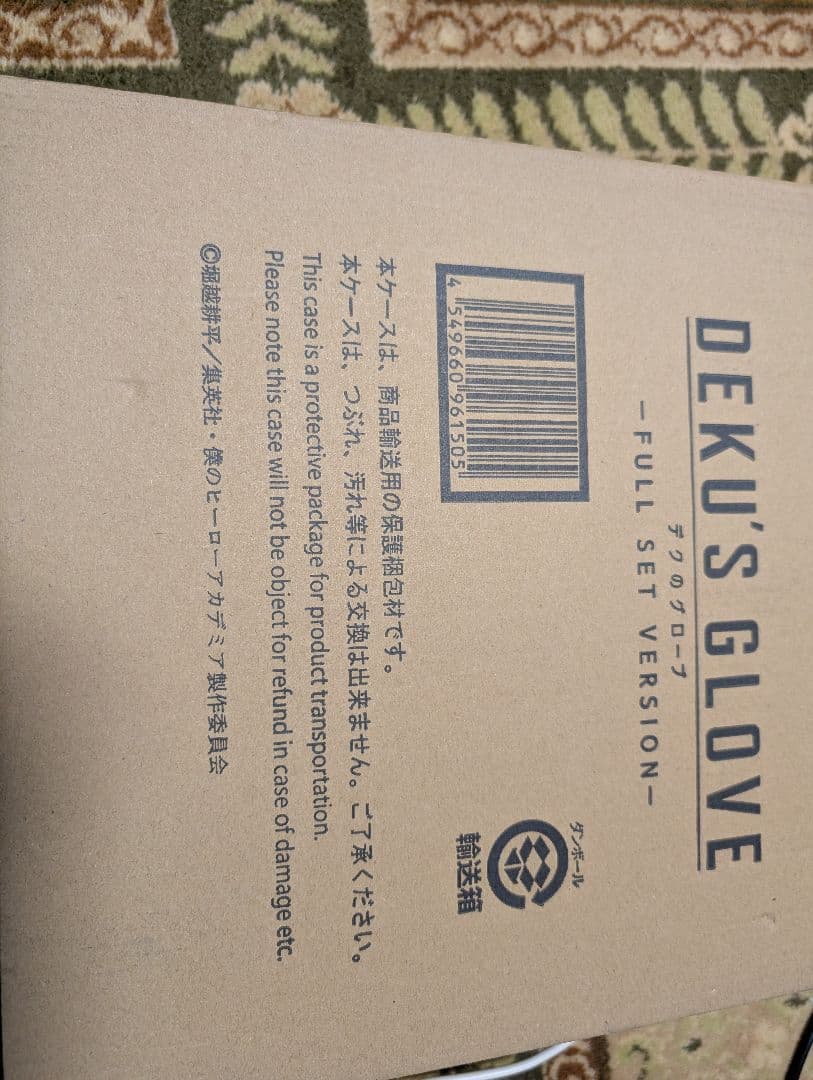 DEKU'S GLOVE
デクのグローブ
—FULL SET VERSION—
4 549660 961505
ダンボール
輸送箱
本ケースは、商品輸送用の保護梱包材です。
本ケースは、つぶれ、汚れ等による交換は出来ません。ご了承ください。
This case is a protective package for product transportation.
Please note this case will not be object for refund in case of damage etc.
©堀越耕平／集英社・僕のヒーローアカデミア製作委員会